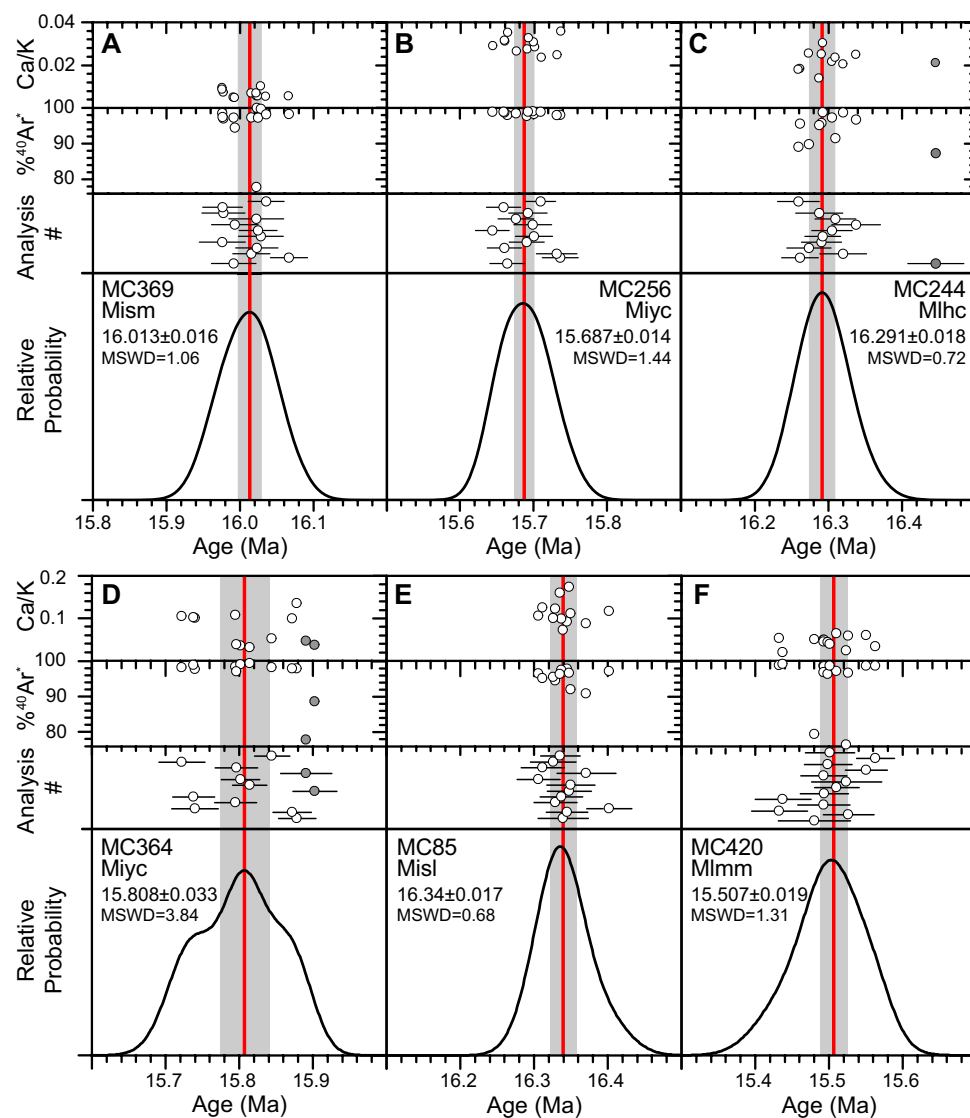 A
B
C
Ca/K
0.04
0.02
%⁴⁰Ar*
100
90
80
Analysis #
Relative Probability
MC369
Mism
16.013±0.016
MSWD=1.06
MC256
Miyc
15.687±0.014
MSWD=1.44
MC244
Mlhc
16.291±0.018
MSWD=0.72
15.8 15.9 16.0 16.1
15.6 15.7 15.8
16.2 16.3 16.4
Age (Ma)
Age (Ma)
Age (Ma)
D
E
F
Ca/K
0.2
0.1
%⁴⁰Ar*
100
90
80
Analysis #
Relative Probability
MC364
Miyc
15.808±0.033
MSWD=3.84
MC85
Misl
16.34±0.017
MSWD=0.68
MC420
Mlmm
15.507±0.019
MSWD=1.31
15.7 15.8 15.9
16.2 16.3 16.4
15.4 15.5 15.6
Age (Ma)
Age (Ma)
Age (Ma)